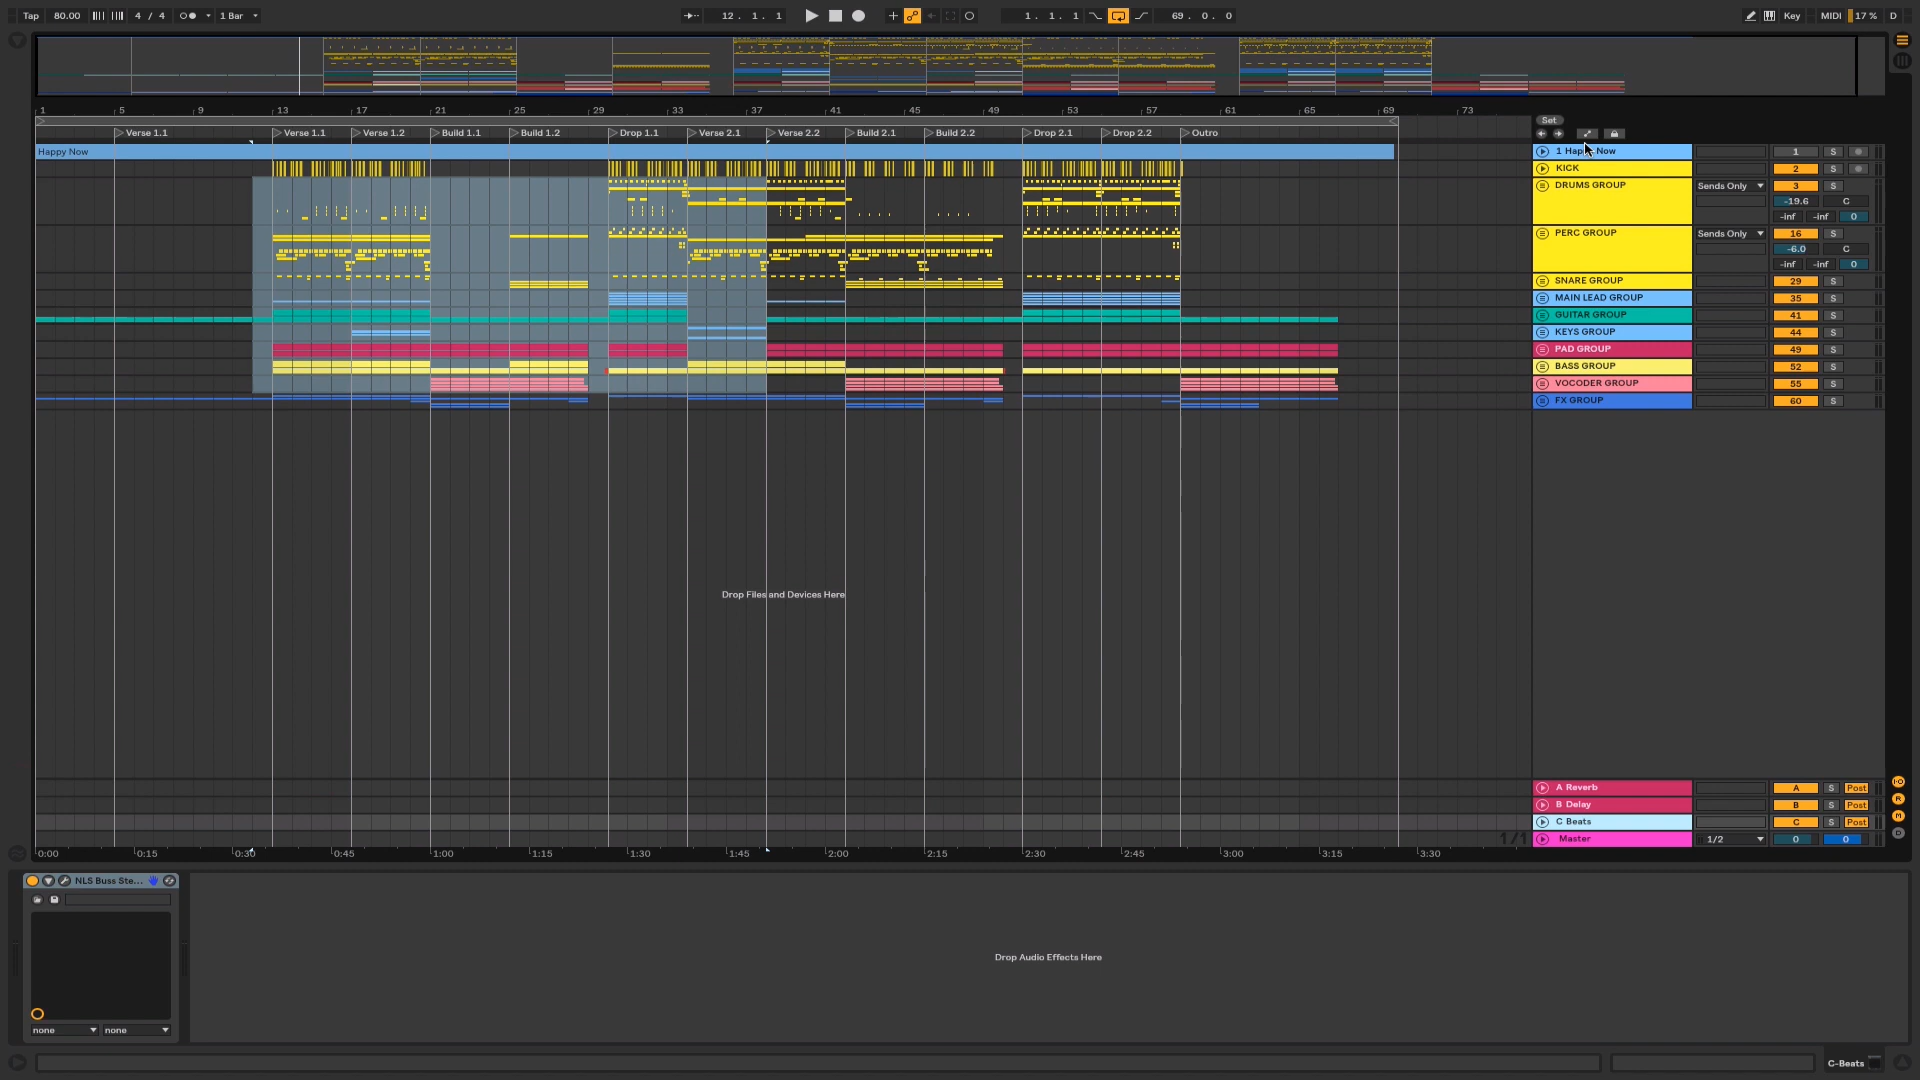 Tap 80.00 4 / 4 1 Bar 12. 1. 1 1. 1. 1 69. 0. 0 Key MIDI 17 % D
1 5 9 13 17 21 25 29 33 37 41 45 49 53 57 61 65 69 73
Set
Verse 1.1 Verse 1.1 Verse 1.2 Build 1.1 Build 1.2 Drop 1.1 Verse 2.1 Verse 2.2 Build 2.1 Build 2.2 Drop 2.1 Drop 2.2 Outro
Happy Now
1 Happy Now 1 S
KICK 2 S
DRUMS GROUP Sends Only 3 S
-19.6 C
-inf -inf 0
PERC GROUP Sends Only 16 S
-6.0 C
-inf -inf 0
SNARE GROUP 29 S
MAIN LEAD GROUP 35 S
GUITAR GROUP 41 S
KEYS GROUP 44 S
PAD GROUP 49 S
BASS GROUP 52 S
VOCODER GROUP 55 S
FX GROUP 60 S
Drop Files and Devices Here
A Reverb A S Post
B Delay B S Post
C Beats C S Post
1/1 Master 1/2 0 0
I·O
R
M
D
0:00 0:15 0:30 0:45 1:00 1:15 1:30 1:45 2:00 2:15 2:30 2:45 3:00 3:15 3:30
NLS Buss Ste...
Drop Audio Effects Here
none none
C-Beats